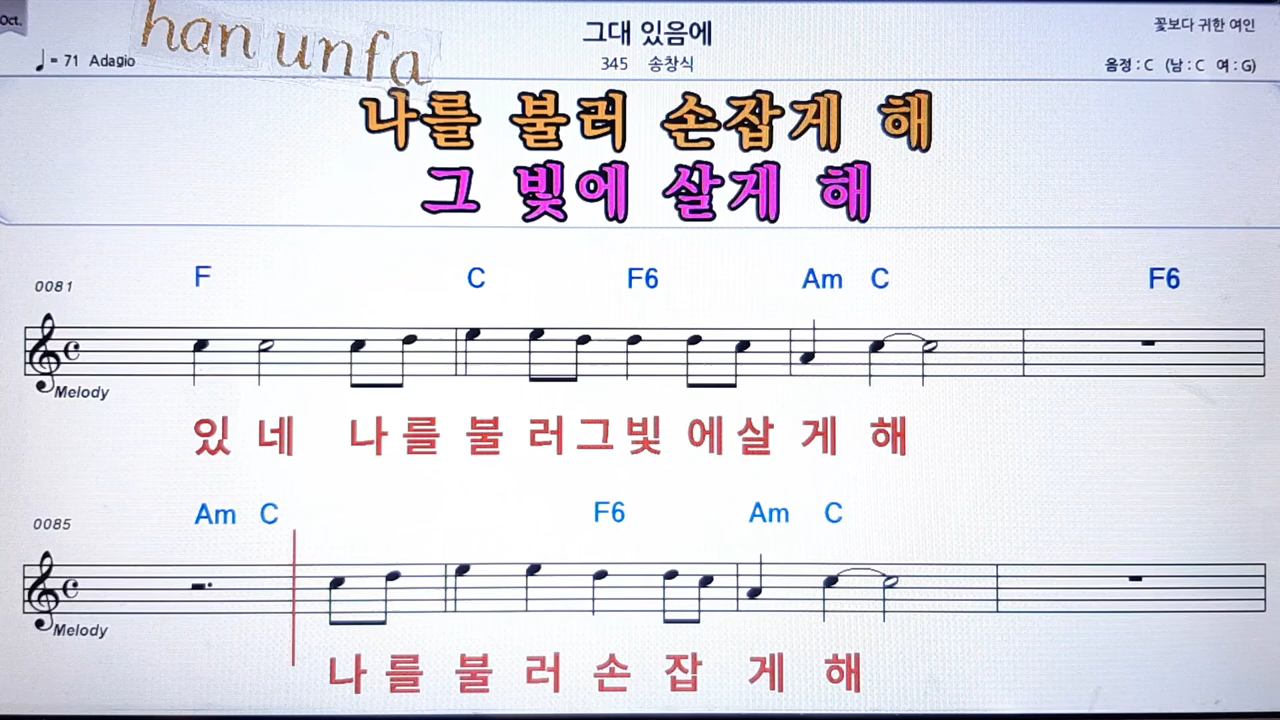 Oct.
han unfa
그대 있음에
꽃보다 귀한 여인
♩= 71 Adagio
345 송창식
음정 : C (남 : C 여 : G)
나를 불러 손잡게 해
그 빛에 살게 해
0081
F C F6 Am C F6
Melody
있 네 나 를 불 러 그 빛 에 살 게 해
0085
Am C F6 Am C
Melody
나 를 불 러 손 잡 게 해